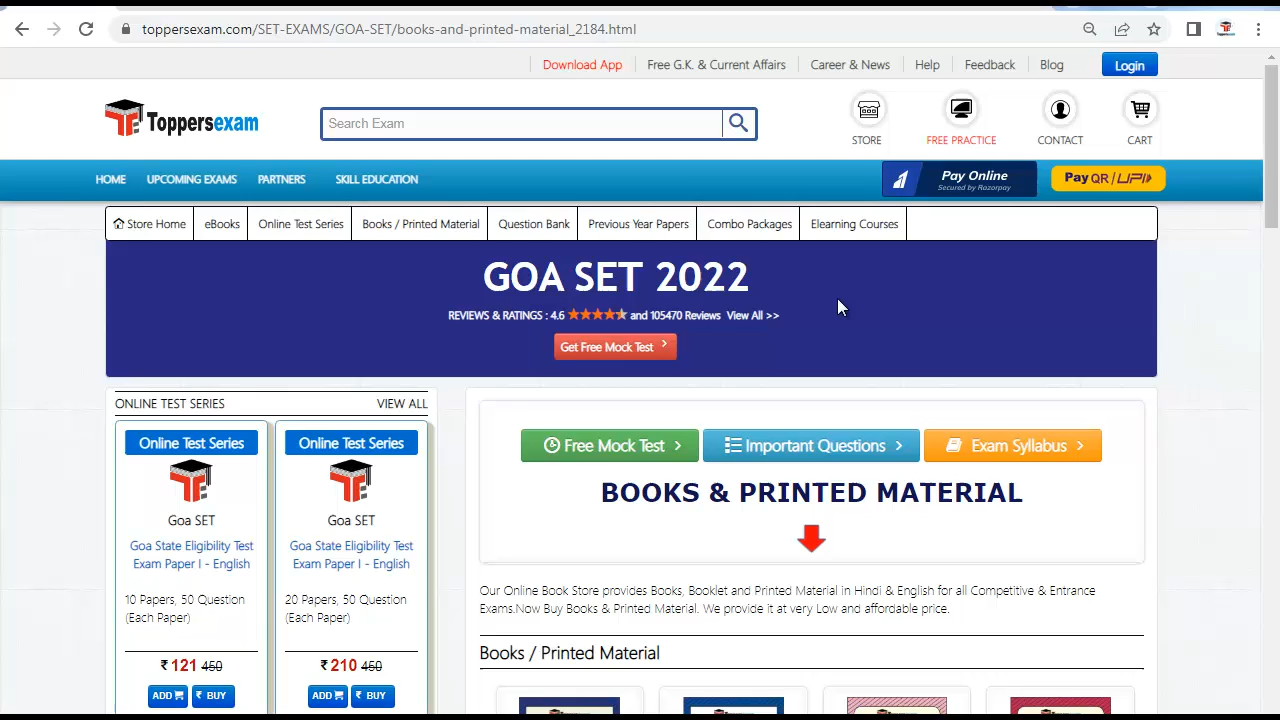 toppersexam.com/SET-EXAMS/GOA-SET/books-and-printed-material_2184.html
Download App Free G.K. & Current Affairs Career & News Help Feedback Blog Login
Toppersexam
Search Exam
STORE FREE PRACTICE CONTACT CART
HOME UPCOMING EXAMS PARTNERS SKILL EDUCATION
Pay Online
Secured by Razorpay
Pay QR / UPI
Store Home eBooks Online Test Series Books / Printed Material Question Bank Previous Year Papers Combo Packages Elearning Courses
GOA SET 2022
REVIEWS & RATINGS : 4.6 and 105470 Reviews View All >>
Get Free Mock Test
ONLINE TEST SERIES VIEW ALL
Online Test Series
Goa SET
Goa State Eligibility Test
Exam Paper I - English
10 Papers, 50 Question
(Each Paper)
₹ 121 450
ADD ₹ BUY
Online Test Series
Goa SET
Goa State Eligibility Test
Exam Paper I - English
20 Papers, 50 Question
(Each Paper)
₹ 210 450
ADD ₹ BUY
Free Mock Test Important Questions Exam Syllabus
BOOKS & PRINTED MATERIAL
Our Online Book Store provides Books, Booklet and Printed Material in Hindi & English for all Competitive & Entrance
Exams.Now Buy Books & Printed Material. We provide it at very Low and affordable price.
Books / Printed Material